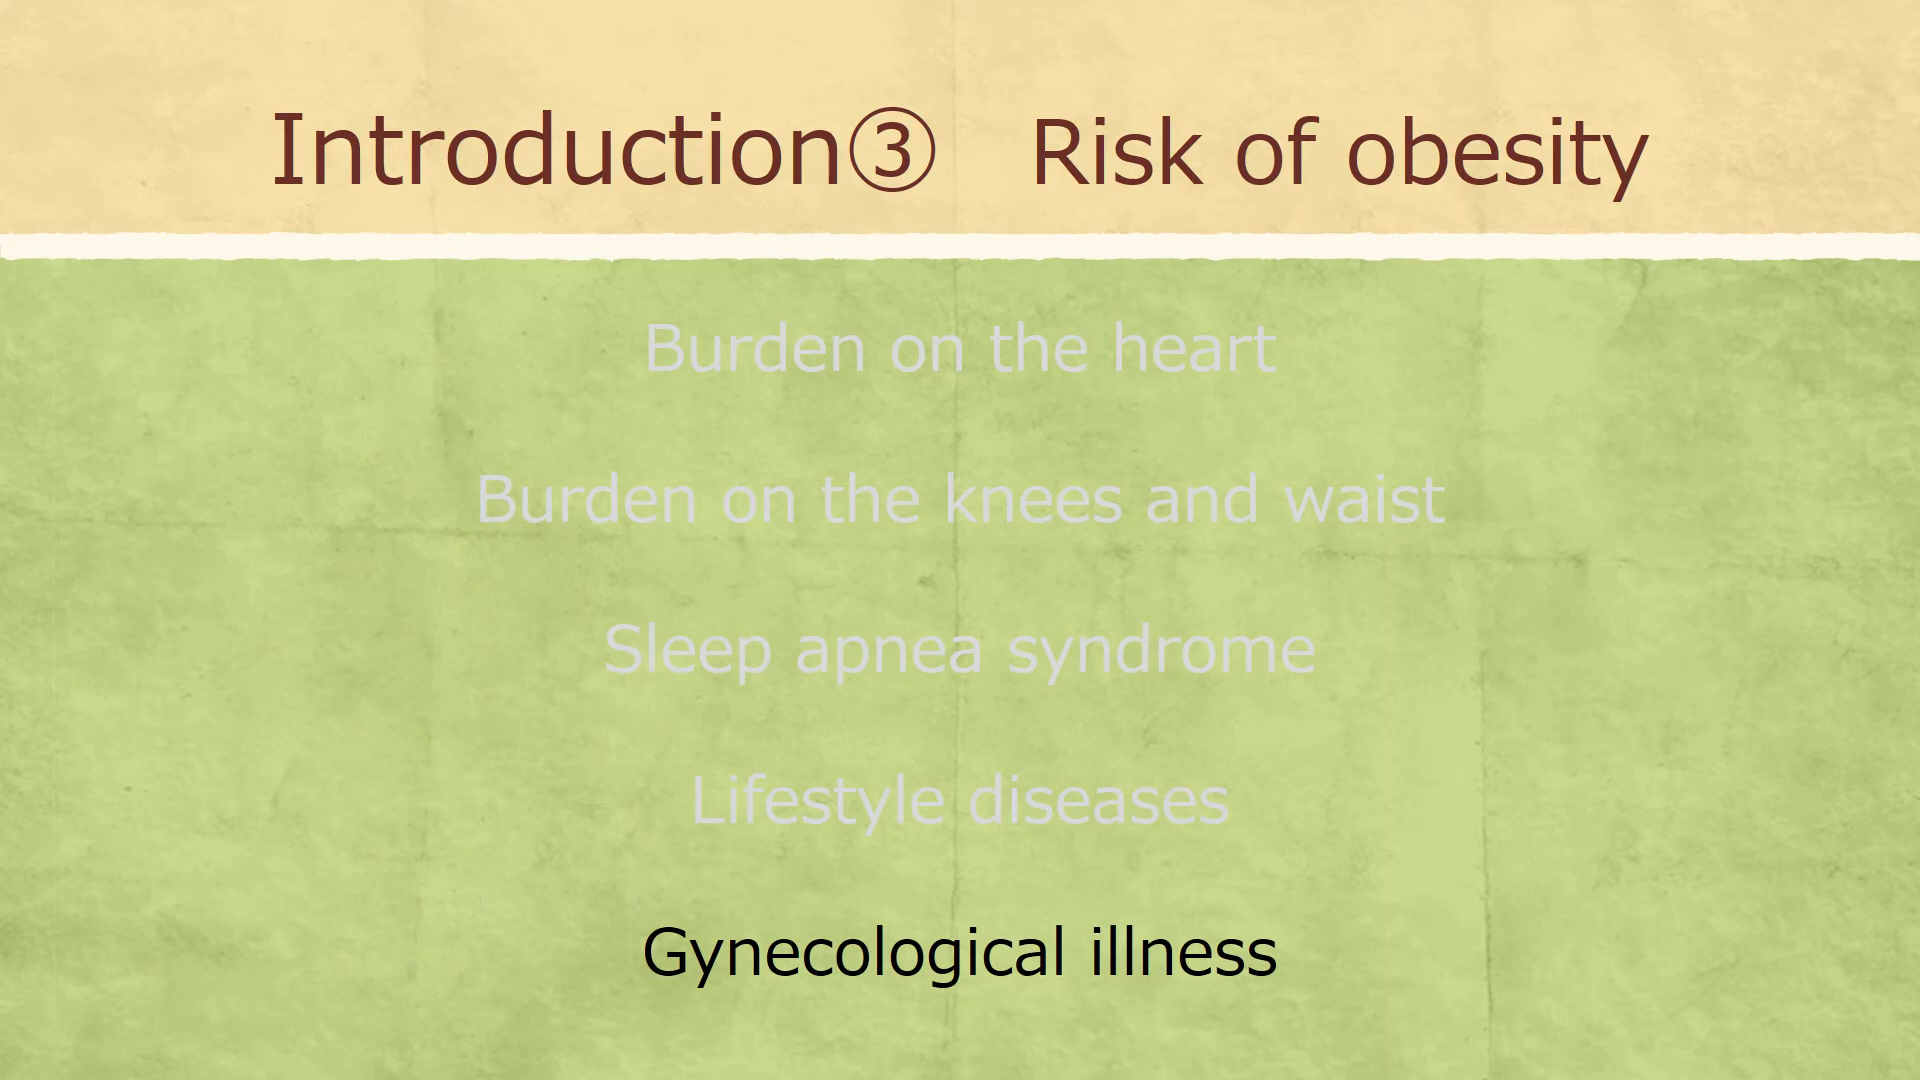 Introduction③　Risk of obesity
Burden on the heart
Burden on the knees and waist
Sleep apnea syndrome
Lifestyle diseases
Gynecological illness